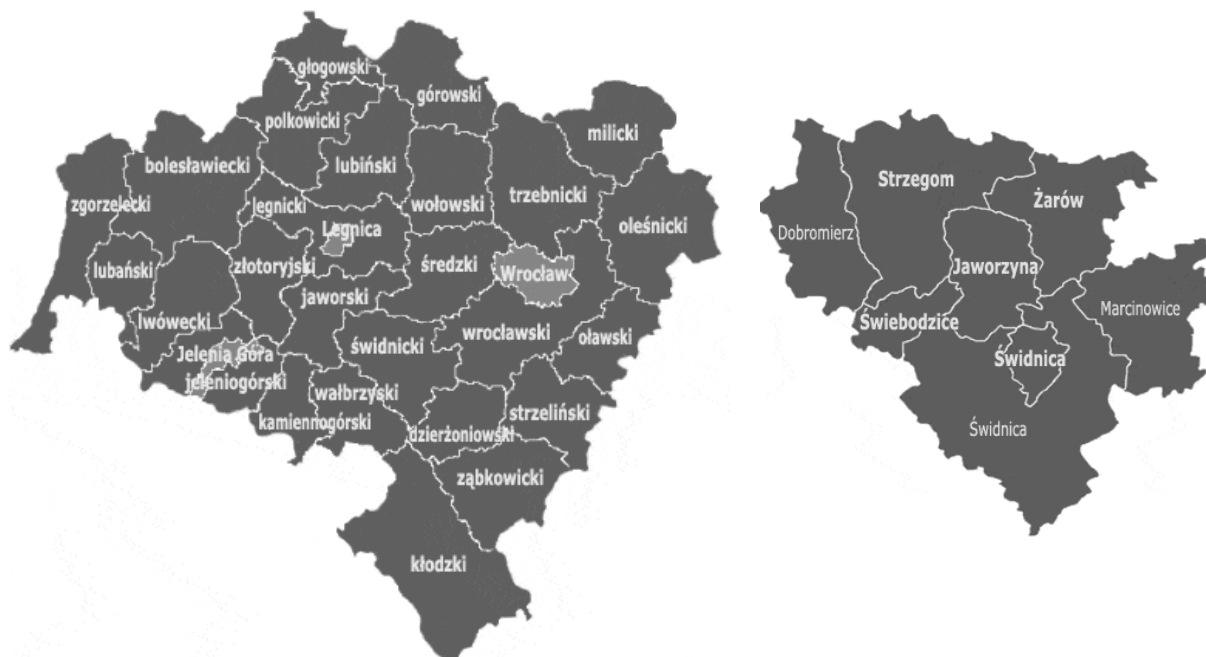 głogowski
górowski
polkowicki
milicki
bolesławiecki
lubiński
trzebnicki
zgorzelecki
legnicki
wołowski
oleśnicki
Legnica
lubański
złotoryjski
średzki
Wrocław
jaworski
lwówecki
wrocławski
oławski
świdnicki
Jelenia Góra
jeleniogórski
wałbrzyski
strzeliński
kamiennogórski
dzierżoniowski
ząbkowicki
kłodzki
Strzegom
Żarów
Dobromierz
Jaworzyna
Marcinowice
Świebodzice
Świdnica
Świdnica